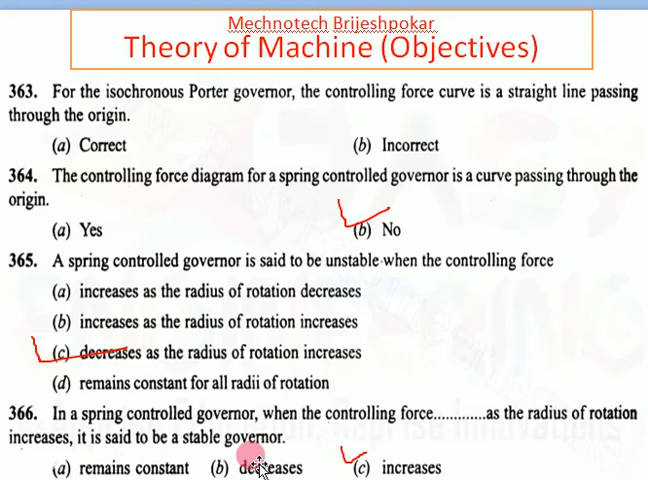 Mechnotech Brijeshpokar
Theory of Machine (Objectives)
363. For the isochronous Porter governor, the controlling force curve is a straight line passing
through the origin.
(a) Correct (b) Incorrect
364. The controlling force diagram for a spring controlled governor is a curve passing through the
origin.
(a) Yes (b) No
365. A spring controlled governor is said to be unstable when the controlling force
(a) increases as the radius of rotation decreases
(b) increases as the radius of rotation increases
(c) decreases as the radius of rotation increases
(d) remains constant for all radii of rotation
366. In a spring controlled governor, when the controlling force.............as the radius of rotation
increases, it is said to be a stable governor.
(a) remains constant (b) decreases (c) increases